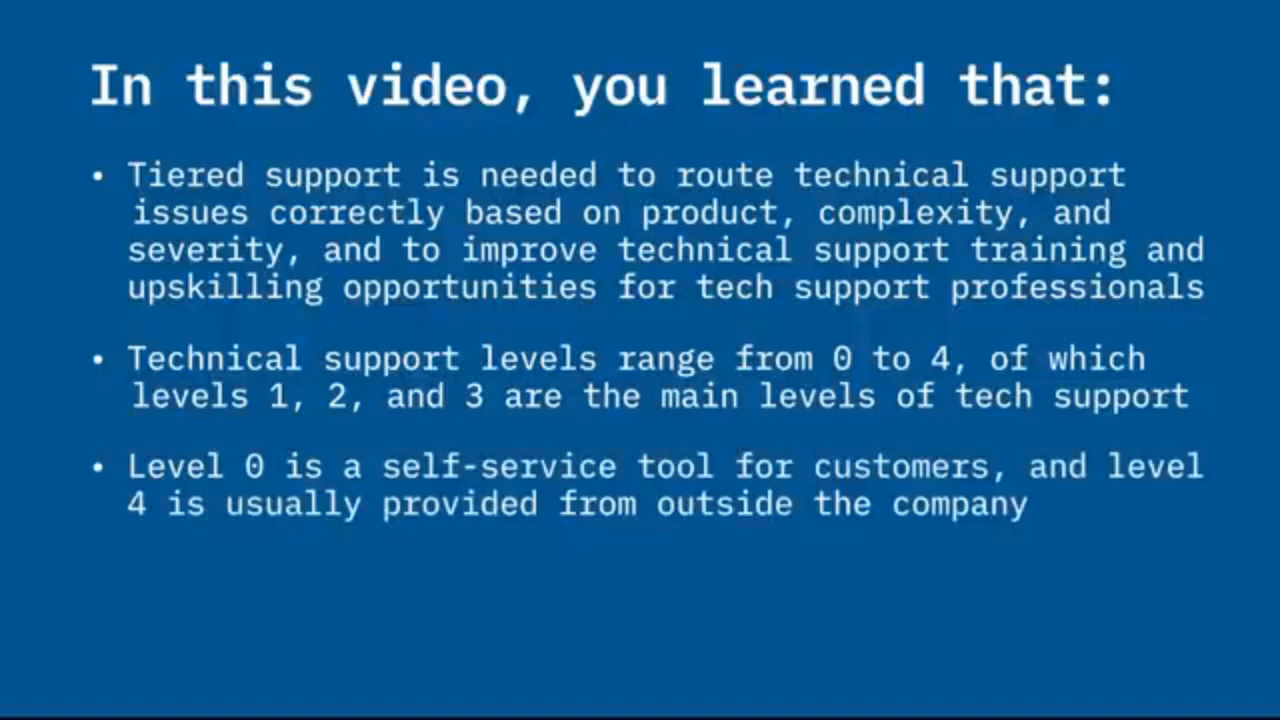 In this video, you learned that:
• Tiered support is needed to route technical support
issues correctly based on product, complexity, and
severity, and to improve technical support training and
upskilling opportunities for tech support professionals
• Technical support levels range from 0 to 4, of which
levels 1, 2, and 3 are the main levels of tech support
• Level 0 is a self-service tool for customers, and level
4 is usually provided from outside the company